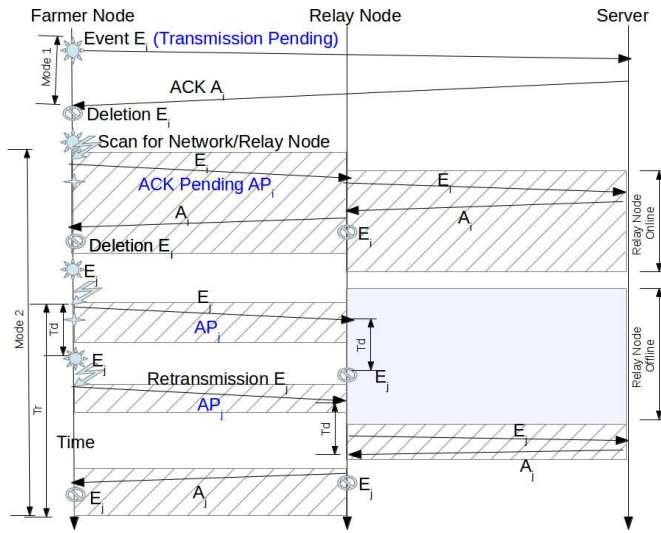 Farmer Node
Relay Node
Server
Event E_i (Transmission Pending)
Mode 1
ACK A_i
Deletion E_i
Scan for Network/Relay Node
E_i
ACK Pending AP_i
E_i
A_i
A_i
E_i
Deletion E_i
Relay Node Online
E_j
E_j
AP_j
Td
Td
Mode 2
Relay Node Offline
E_j
E_j
Retransmission E_j
AP_j
Tr
Td
E_j
Time
A_j
A_j
E_j
E_j